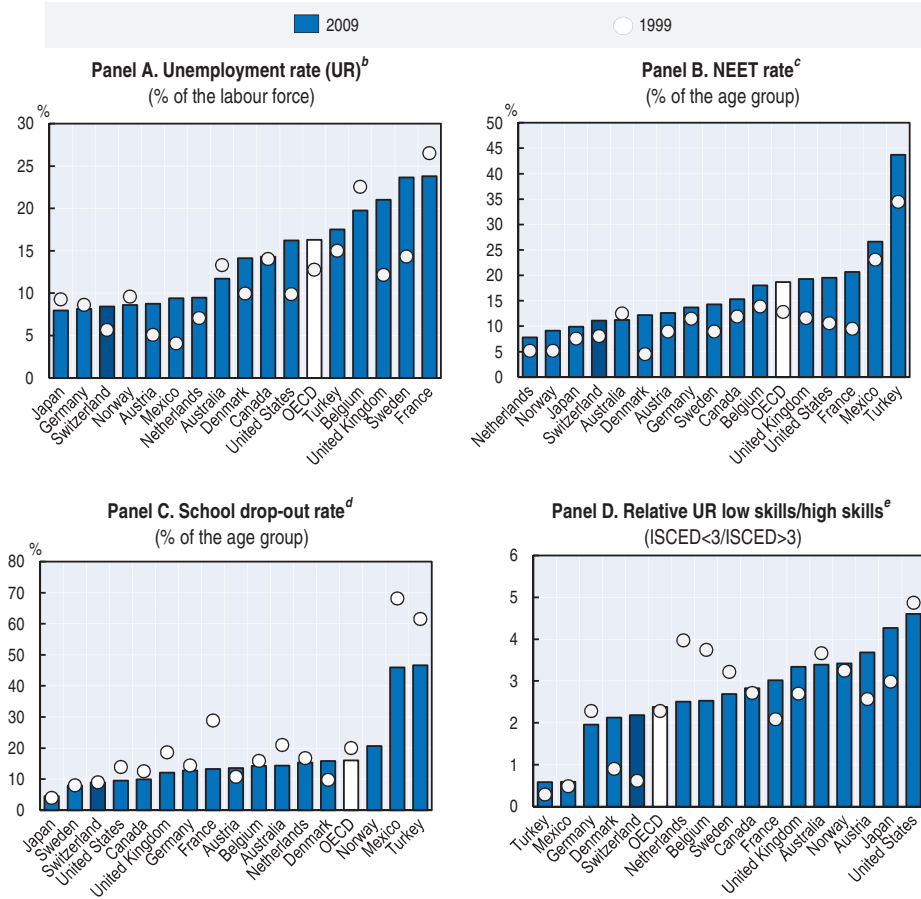 2009 1999
Panel A. Unemployment rate (UR)b
(% of the labour force)
%
30
25
20
15
10
5
0
Japan
Germany
Switzerland
Norway
Austria
Mexico
Netherlands
Australia
Denmark
Canada
United States
OECD
Turkey
Belgium
United Kingdom
Sweden
France
Panel B. NEET ratec
(% of the age group)
%
50
45
40
35
30
25
20
15
10
5
0
Netherlands
Norway
Japan
Switzerland
Australia
Denmark
Austria
Germany
Sweden
Canada
Belgium
OECD
United Kingdom
United States
France
Mexico
Turkey
Panel C. School drop-out rated
(% of the age group)
%
80
70
60
50
40
30
20
10
0
Japan
Sweden
Switzerland
United States
Canada
United Kingdom
Germany
France
Austria
Belgium
Australia
Netherlands
Denmark
OECD
Norway
Mexico
Turkey
Panel D. Relative UR low skills/high skillse
(ISCED<3/ISCED>3)
6
5
4
3
2
1
0
Turkey
Mexico
Germany
Denmark
Switzerland
OECD
Netherlands
Belgium
Sweden
Canada
France
United Kingdom
Australia
Norway
Austria
Japan
United States